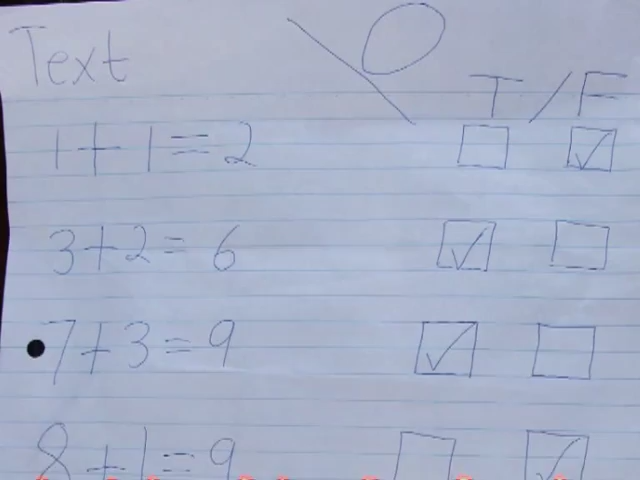 Text
T/F
1+1=2 ☐ ☑
3+2=6 ☑ ☐
7+3=9 ☑ ☐
8+1=9 ☐ ☑